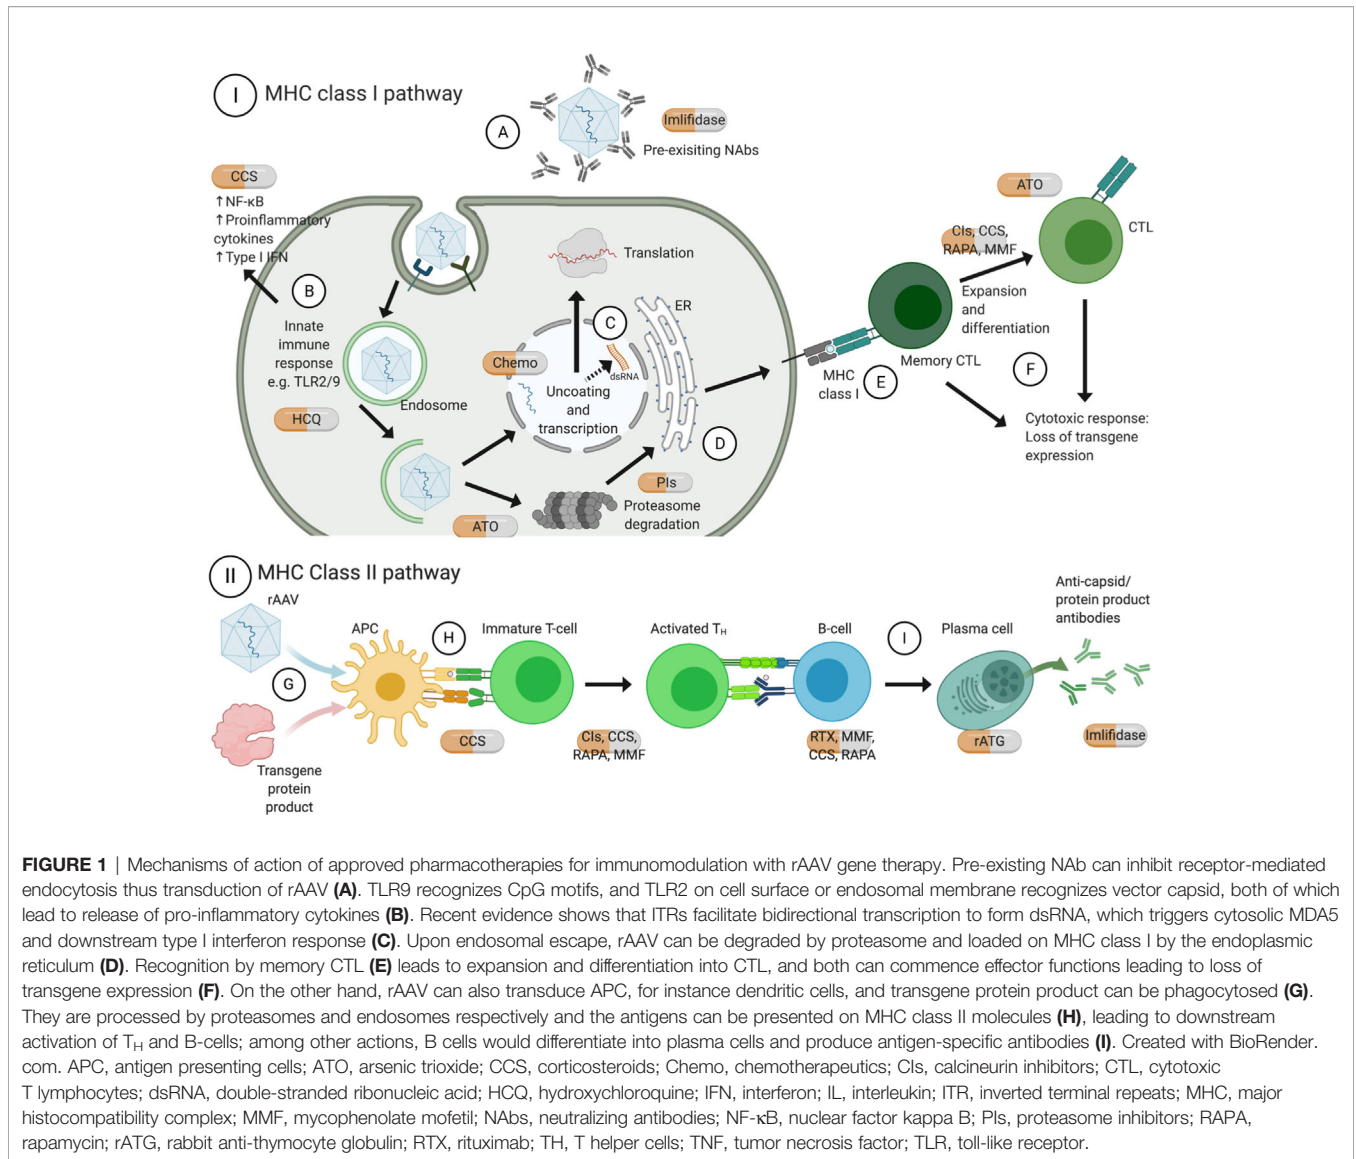 I MHC class I pathway
A
Imlifidase
Pre-exisiting NAbs
CCS
↑NF-κB
↑Proinflammatory
cytokines
↑Type I IFN
B
Innate
immune
response
e.g. TLR2/9
HCQ
Endosome
ATO
Translation
C
Chemo
dsRNA
Uncoating
and
transcription
ER
D
PIs
Proteasome
degradation
MHC
class I
E
Memory CTL
CIs, CCS,
RAPA, MMF
Expansion
and
differentiation
ATO
CTL
F
Cytotoxic response:
Loss of transgene
expression
II MHC Class II pathway
rAAV
G
Transgene
protein
product
APC
H
Immature T-cell
CCS
CIs, CCS,
RAPA, MMF
Activated TH
B-cell
RTX, MMF,
CCS, RAPA
I
Plasma cell
rATG
Anti-capsid/
protein product
antibodies
Imlifidase
FIGURE 1 | Mechanisms of action of approved pharmacotherapies for immunomodulation with rAAV gene therapy. Pre-existing NAb can inhibit receptor-mediated
endocytosis thus transduction of rAAV (A). TLR9 recognizes CpG motifs, and TLR2 on cell surface or endosomal membrane recognizes vector capsid, both of which
lead to release of pro-inflammatory cytokines (B). Recent evidence shows that ITRs facilitate bidirectional transcription to form dsRNA, which triggers cytosolic MDA5
and downstream type I interferon response (C). Upon endosomal escape, rAAV can be degraded by proteasome and loaded on MHC class I by the endoplasmic
reticulum (D). Recognition by memory CTL (E) leads to expansion and differentiation into CTL, and both can commence effector functions leading to loss of
transgene expression (F). On the other hand, rAAV can also transduce APC, for instance dendritic cells, and transgene protein product can be phagocytosed (G).
They are processed by proteasomes and endosomes respectively and the antigens can be presented on MHC class II molecules (H), leading to downstream
activation of TH and B-cells; among other actions, B cells would differentiate into plasma cells and produce antigen-specific antibodies (I). Created with BioRender.
com. APC, antigen presenting cells; ATO, arsenic trioxide; CCS, corticosteroids; Chemo, chemotherapeutics; CIs, calcineurin inhibitors; CTL, cytotoxic
T lymphocytes; dsRNA, double-stranded ribonucleic acid; HCQ, hydroxychloroquine; IFN, interferon; IL, interleukin; ITR, inverted terminal repeats; MHC, major
histocompatibility complex; MMF, mycophenolate mofetil; NAbs, neutralizing antibodies; NF-κB, nuclear factor kappa B; PIs, proteasome inhibitors; RAPA,
rapamycin; rATG, rabbit anti-thymocyte globulin; RTX, rituximab; TH, T helper cells; TNF, tumor necrosis factor; TLR, toll-like receptor.